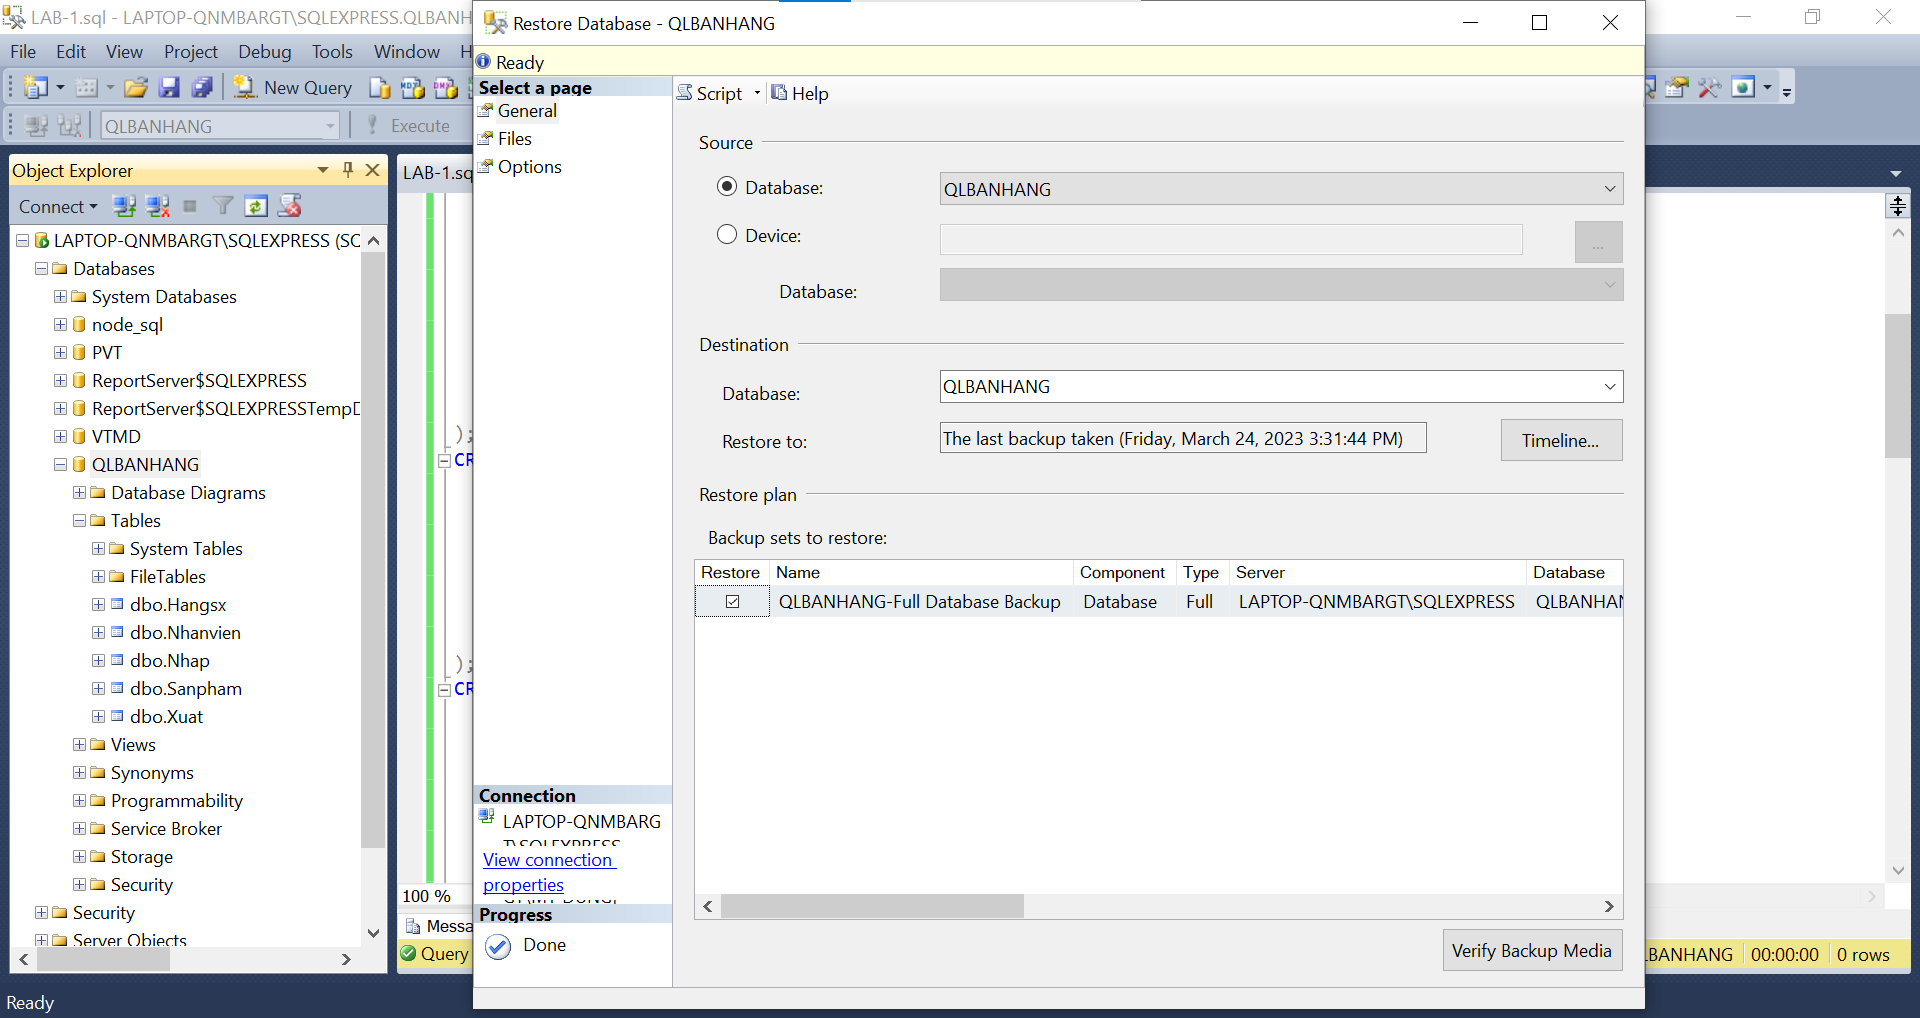 LAB-1.sql - LAPTOP-QNMBARGT\SQLEXPRESS.QLBANH
File Edit View Project Debug Tools Window H
New Query
QLBANHANG
Execute
Object Explorer
Connect
LAPTOP-QNMBARGT\SQLEXPRESS (SC
Databases
System Databases
node_sql
PVT
ReportServer$SQLEXPRESS
ReportServer$SQLEXPRESSTempD
VTMD
QLBANHANG
Database Diagrams
Tables
System Tables
FileTables
dbo.Hangsx
dbo.Nhanvien
dbo.Nhap
dbo.Sanpham
dbo.Xuat
Views
Synonyms
Programmability
Service Broker
Storage
Security
Security
Server Objects
Ready
LAB-1.sq
);
CR
);
CR
100 %
Messa
Query
Restore Database - QLBANHANG
Ready
Select a page
General
Files
Options
Connection
LAPTOP-QNMBARG
T\SQLEXPRESS
View connection
properties
Progress
Done
Script Help
Source
Database: QLBANHANG
Device: ...
Database:
Destination
Database: QLBANHANG
Restore to: The last backup taken (Friday, March 24, 2023 3:31:44 PM) Timeline...
Restore plan
Backup sets to restore:
Restore Name Component Type Server Database
QLBANHANG-Full Database Backup Database Full LAPTOP-QNMBARGT\SQLEXPRESS QLBANHAN
Verify Backup Media
LBANHANG 00:00:00 0 rows